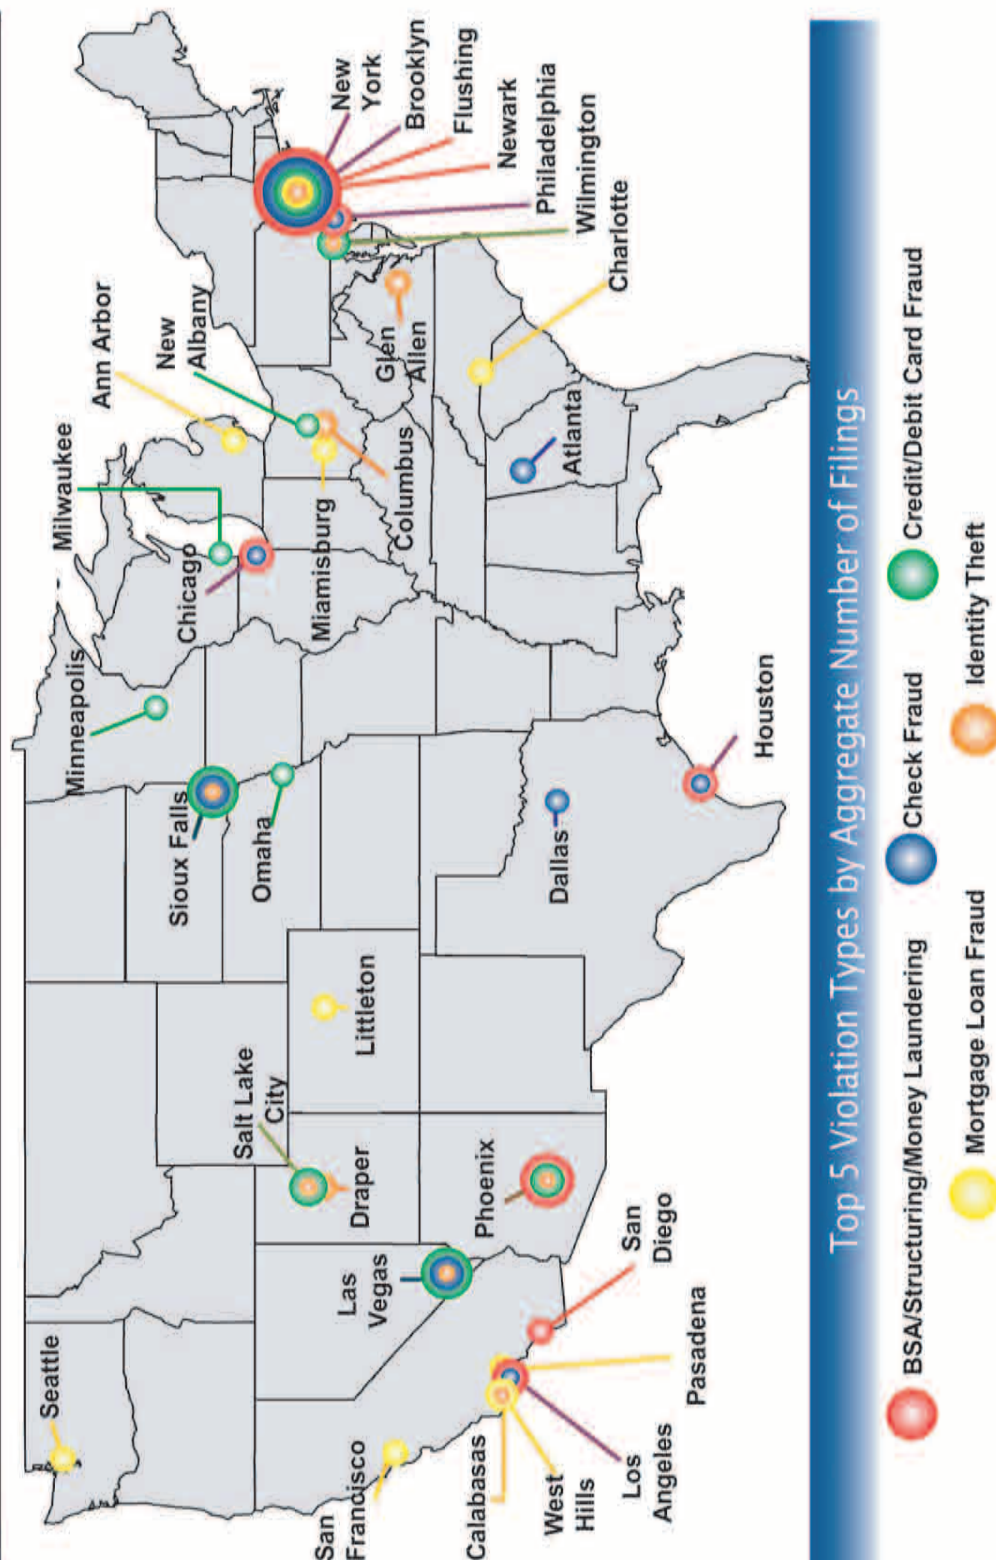 Seattle
San
Francisco
Calabasas
West
Hills
Los
Angeles
Pasadena
San
Diego
Las
Vegas
Phoenix
Salt Lake
City
Draper
Littleton
Sioux Falls
Omaha
Minneapolis
Dallas
Houston
Milwaukee
Chicago
Miamisburg
Columbus
Ann Arbor
New
Albany
Glen
Allen
Atlanta
Charlotte
New
York
Brooklyn
Flushing
Newark
Philadelphia
Wilmington
Top 5 Violation Types by Aggregate Number of Filings
BSA/Structuring/Money Laundering
Check Fraud
Credit/Debit Card Fraud
Mortgage Loan Fraud
Identity Theft